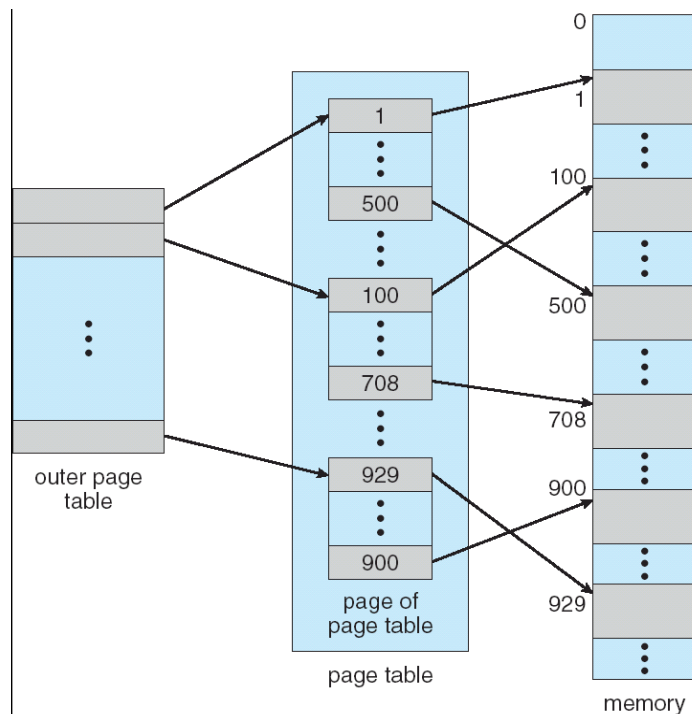 outer page
table
1
500
100
708
929
900
page of
page table
page table
0
1
100
500
708
900
929
memory